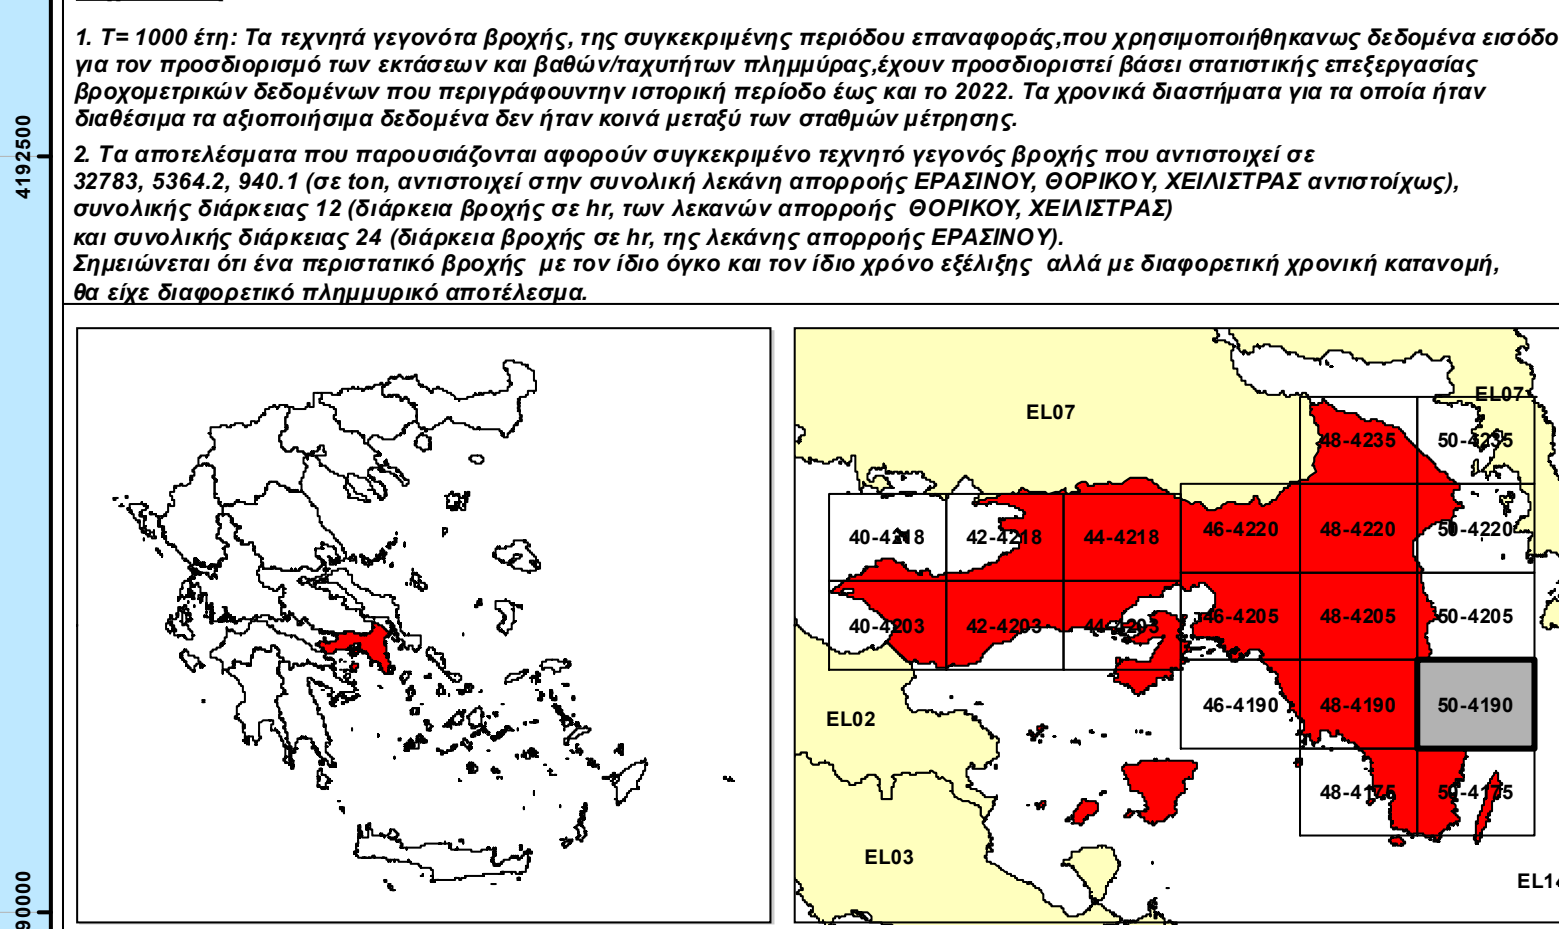 1. T= 1000 έτη: Τα τεχνητά γεγονότα βροχής, της συγκεκριμένης περιόδου επαναφοράς,που χρησιμοποιήθηκανως δεδομένα εισόδο
για τον προσδιορισμό των εκτάσεων και βαθών/ταχυτήτων πλημμύρας,έχουν προσδιοριστεί βάσει στατιστικής επεξεργασίας
βροχομετρικών δεδομένων που περιγράφουντην ιστορική περίοδο έως και το 2022. Τα χρονικά διαστήματα για τα οποία ήταν
διαθέσιμα τα αξιοποιήσιμα δεδομένα δεν ήταν κοινά μεταξύ των σταθμών μέτρησης.
4192500
2. Τα αποτελέσματα που παρουσιάζονται αφορούν συγκεκριμένο τεχνητό γεγονός βροχής που αντιστοιχεί σε
32783, 5364.2, 940.1 (σε ton, αντιστοιχεί στην συνολική λεκάνη απορροής ΕΡΑΣΙΝΟΥ, ΘΟΡΙΚΟΥ, ΧΕΙΛΙΣΤΡΑΣ αντιστοίχως),
συνολικής διάρκειας 12 (διάρκεια βροχής σε hr, των λεκανών απορροής ΘΟΡΙΚΟΥ, ΧΕΙΛΙΣΤΡΑΣ)
και συνολικής διάρκειας 24 (διάρκεια βροχής σε hr, της λεκάνης απορροής ΕΡΑΣΙΝΟΥ).
Σημειώνεται ότι ένα περιστατικό βροχής με τον ίδιο όγκο και τον ίδιο χρόνο εξέλιξης αλλά με διαφορετική χρονική κατανομή,
θα είχε διαφορετικό πλημμυρικό αποτέλεσμα.
EL07
EL07
48-4235
50-4235
40-4218
42-4218
44-4218
46-4220
48-4220
50-4220
40-4203
42-4203
44-4203
46-4205
48-4205
50-4205
EL02
46-4190
48-4190
50-4190
48-4175
50-4175
EL03
EL14
90000